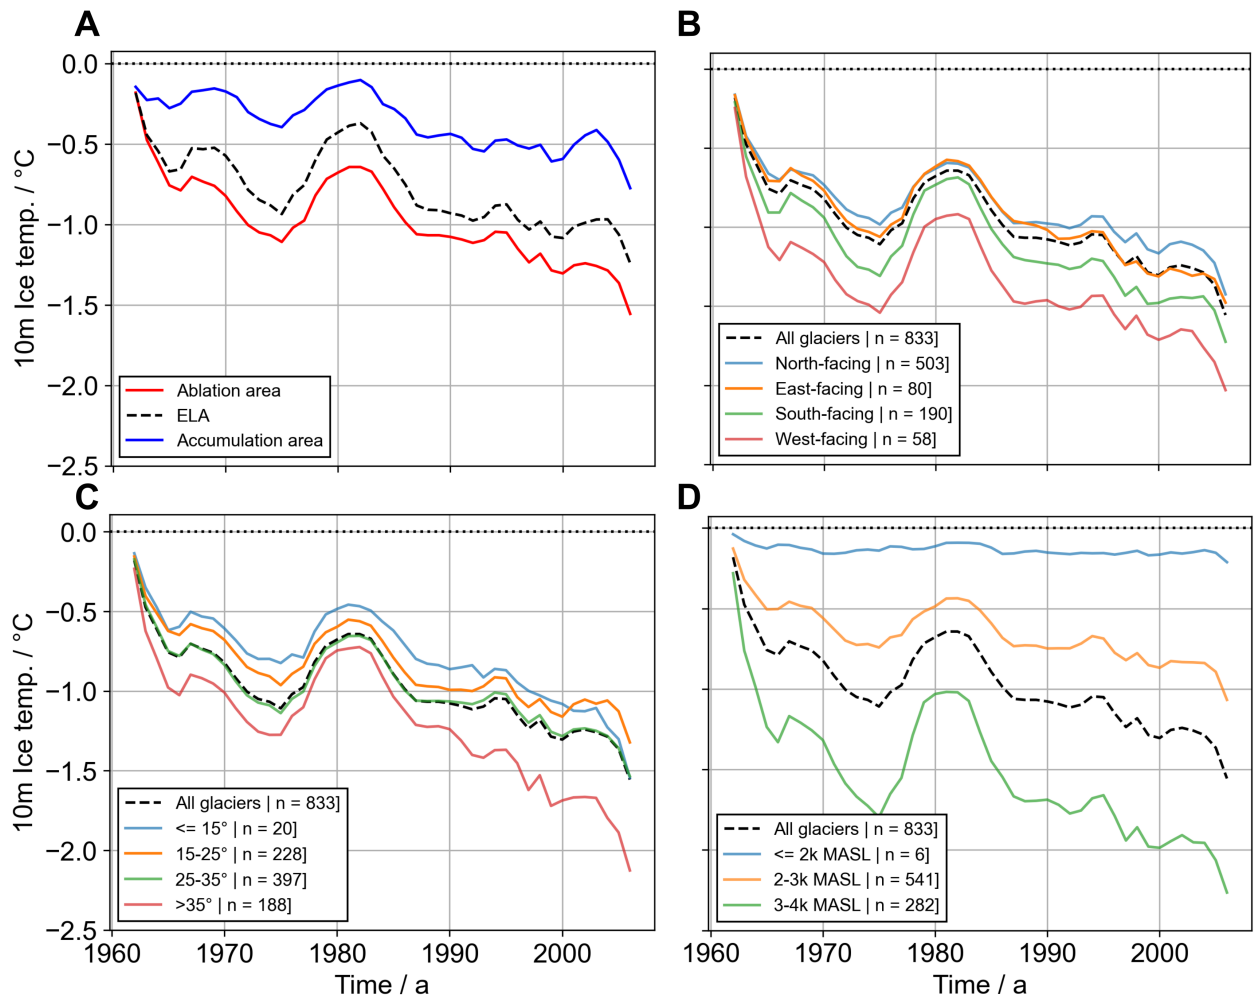 A
B
10m Ice temp. / °C
0.0
−0.5
−1.0
−1.5
−2.0
−2.5
Ablation area
ELA
Accumulation area
All glaciers | n = 833]
North-facing | n = 503]
East-facing | n = 80]
South-facing | n = 190]
West-facing | n = 58]
C
D
10m Ice temp. / °C
0.0
−0.5
−1.0
−1.5
−2.0
−2.5
All glaciers | n = 833]
<= 15° | n = 20]
15-25° | n = 228]
25-35° | n = 397]
>35° | n = 188]
1960 1970 1980 1990 2000
Time / a
All glaciers | n = 833]
<= 2k MASL | n = 6]
2-3k MASL | n = 541]
3-4k MASL | n = 282]
1960 1970 1980 1990 2000
Time / a